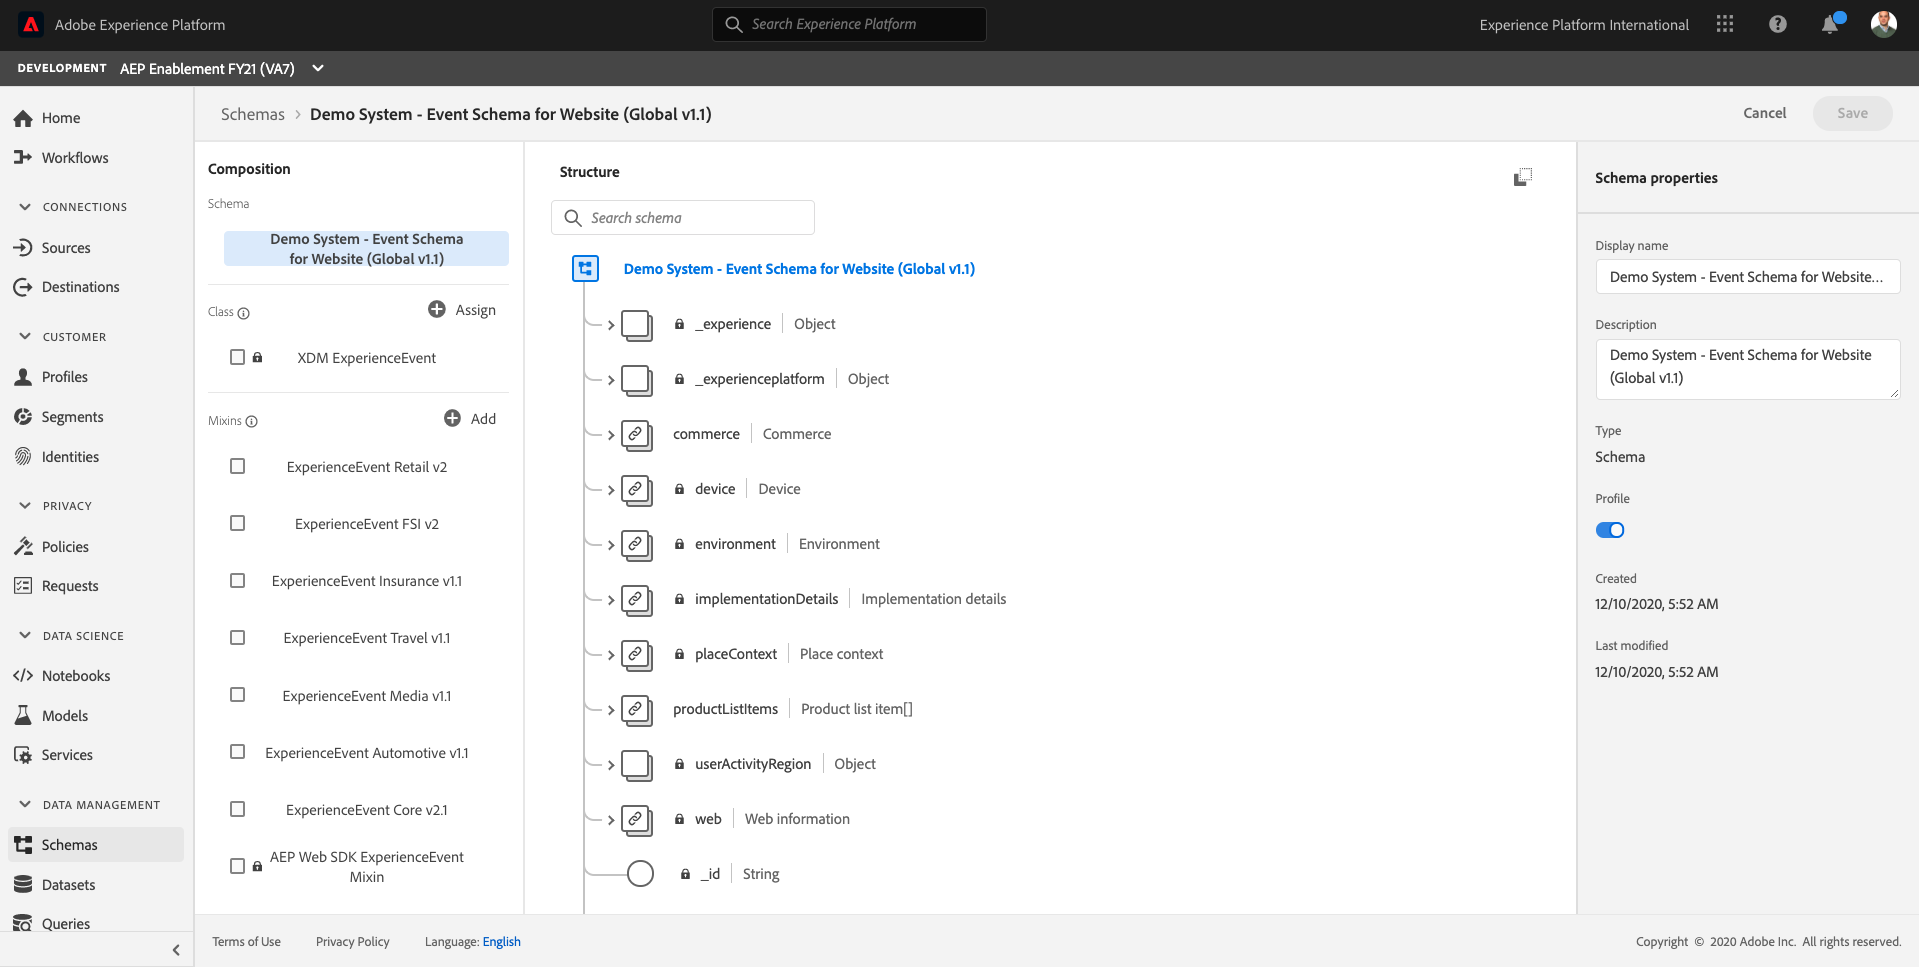 Adobe Experience Platform
Search Experience Platform
Experience Platform International
DEVELOPMENT AEP Enablement FY21 (VA7)
Home
Workflows
CONNECTIONS
Sources
Destinations
CUSTOMER
Profiles
Segments
Identities
PRIVACY
Policies
Requests
DATA SCIENCE
Notebooks
Models
Services
DATA MANAGEMENT
Schemas
Datasets
Queries
Schemas > Demo System - Event Schema for Website (Global v1.1)
Cancel
Save
Composition
Schema
Demo System - Event Schema
for Website (Global v1.1)
Class
Assign
XDM ExperienceEvent
Mixins
Add
ExperienceEvent Retail v2
ExperienceEvent FSI v2
ExperienceEvent Insurance v1.1
ExperienceEvent Travel v1.1
ExperienceEvent Media v1.1
ExperienceEvent Automotive v1.1
ExperienceEvent Core v2.1
AEP Web SDK ExperienceEvent
Mixin
Structure
Search schema
Demo System - Event Schema for Website (Global v1.1)
_experience Object
_experienceplatform Object
commerce Commerce
device Device
environment Environment
implementationDetails Implementation details
placeContext Place context
productListItems Product list item[]
userActivityRegion Object
web Web information
_id String
Schema properties
Display name
Demo System - Event Schema for Website...
Description
Demo System - Event Schema for Website
(Global v1.1)
Type
Schema
Profile
Created
12/10/2020, 5:52 AM
Last modified
12/10/2020, 5:52 AM
Terms of Use
Privacy Policy
Language: English
Copyright © 2020 Adobe Inc. All rights reserved.